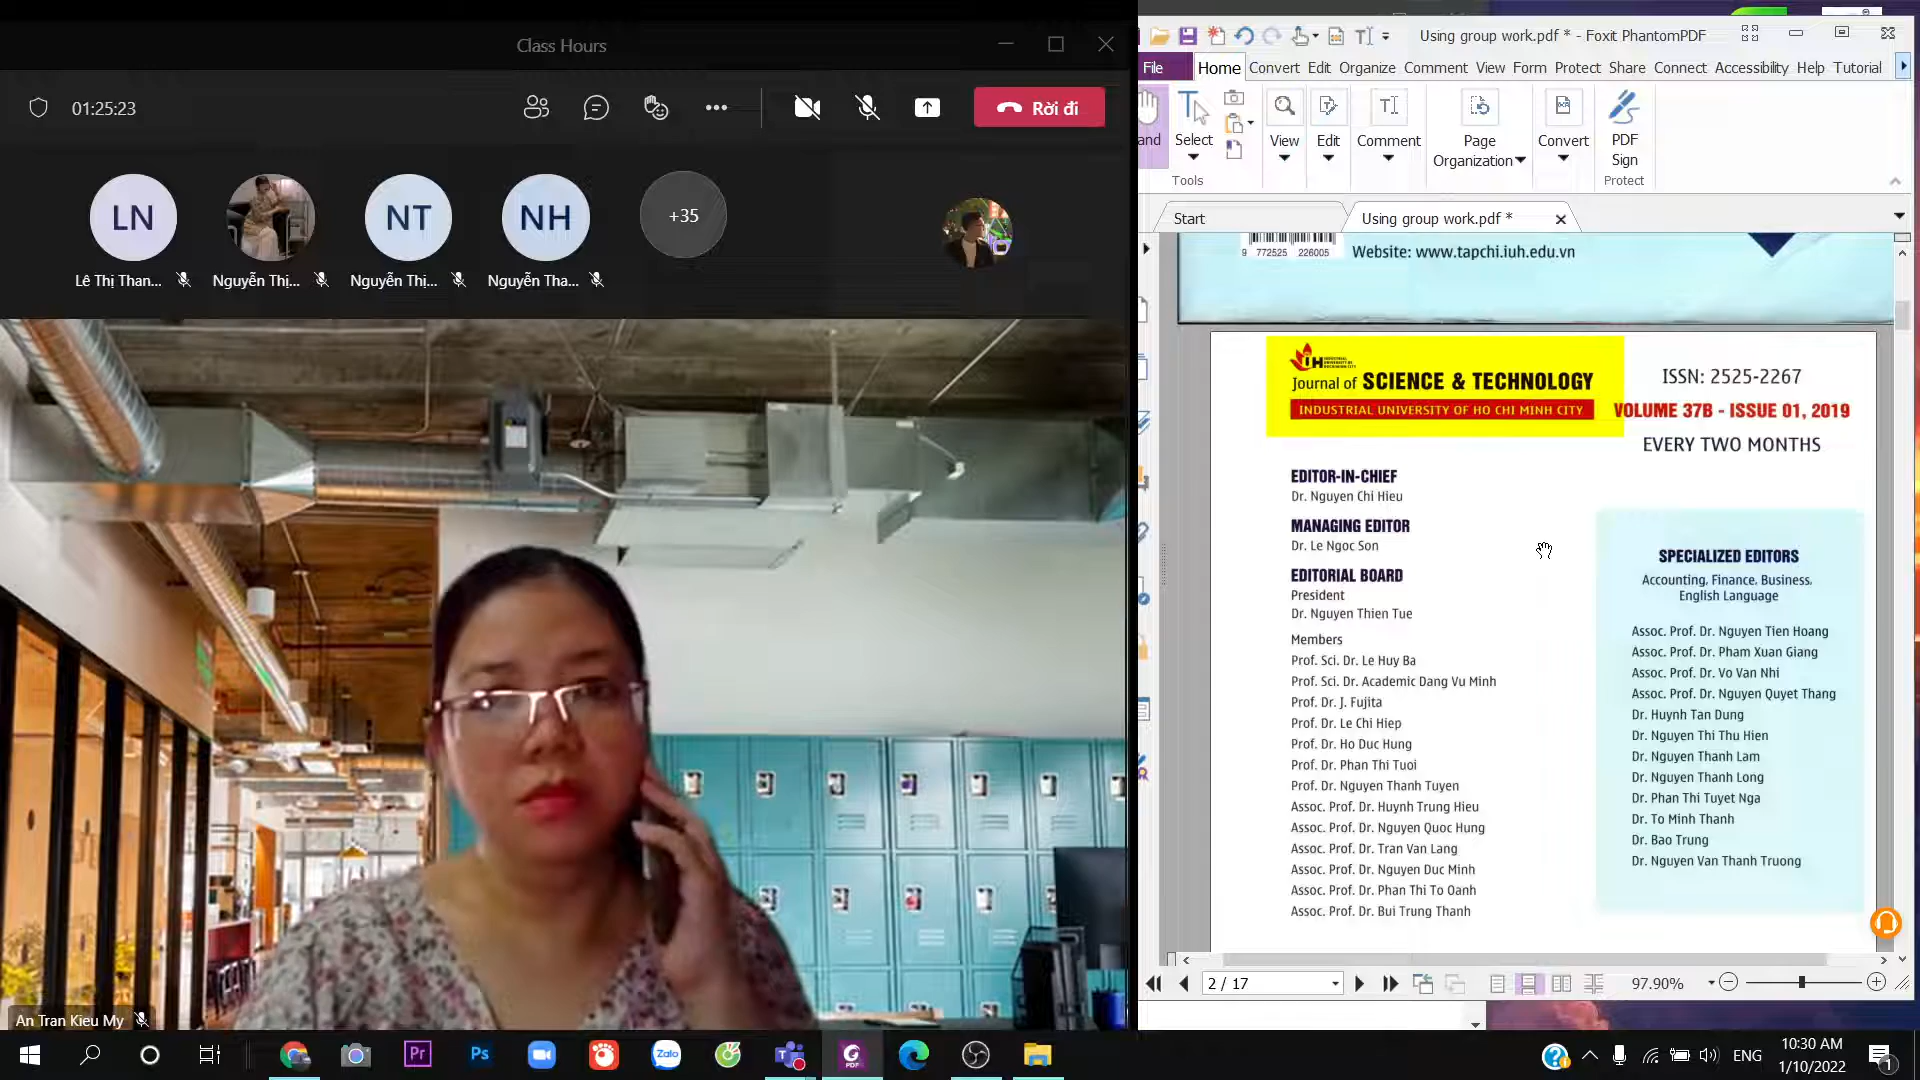 Class Hours
01:25:23
Rời đi
LN
NT
NH
+35
Lê Thị Than...
Nguyễn Thị...
Nguyễn Thị...
Nguyễn Tha...
An Tran Kieu My
Using group work.pdf * - Foxit PhantomPDF
File
Home
Convert
Edit
Organize
Comment
View
Form
Protect
Share
Connect
Accessibility
Help
Tutorial
and
Select
Tools
View
Edit
Comment
Page
Organization
Convert
PDF
Sign
Protect
Start
Using group work.pdf *
9 772525 226005
Website: www.tapchi.iuh.edu.vn
Journal of SCIENCE & TECHNOLOGY
INDUSTRIAL UNIVERSITY OF HO CHI MINH CITY
ISSN: 2525-2267
VOLUME 37B - ISSUE 01, 2019
EVERY TWO MONTHS
EDITOR-IN-CHIEF
Dr. Nguyen Chi Hieu
MANAGING EDITOR
Dr. Le Ngoc Son
EDITORIAL BOARD
President
Dr. Nguyen Thien Tue
Members
Prof. Sci. Dr. Le Huy Ba
Prof. Sci. Dr. Academic Dang Vu Minh
Prof. Dr. J. Fujita
Prof. Dr. Le Chi Hiep
Prof. Dr. Ho Duc Hung
Prof. Dr. Phan Thi Tuoi
Prof. Dr. Nguyen Thanh Tuyen
Assoc. Prof. Dr. Huynh Trung Hieu
Assoc. Prof. Dr. Nguyen Quoc Hung
Assoc. Prof. Dr. Tran Van Lang
Assoc. Prof. Dr. Nguyen Duc Minh
Assoc. Prof. Dr. Phan Thi To Oanh
Assoc. Prof. Dr. Bui Trung Thanh
SPECIALIZED EDITORS
Accounting, Finance, Business,
English Language
Assoc. Prof. Dr. Nguyen Tien Hoang
Assoc. Prof. Dr. Pham Xuan Giang
Assoc. Prof. Dr. Vo Van Nhi
Assoc. Prof. Dr. Nguyen Quyet Thang
Dr. Huynh Tan Dung
Dr. Nguyen Thi Thu Hien
Dr. Nguyen Thanh Lam
Dr. Nguyen Thanh Long
Dr. Phan Thi Tuyet Nga
Dr. To Minh Thanh
Dr. Bao Trung
Dr. Nguyen Van Thanh Truong
2 / 17
97.90%
Pr
Ps
Zalo
PDF
ENG
10:30 AM
1/10/2022
1